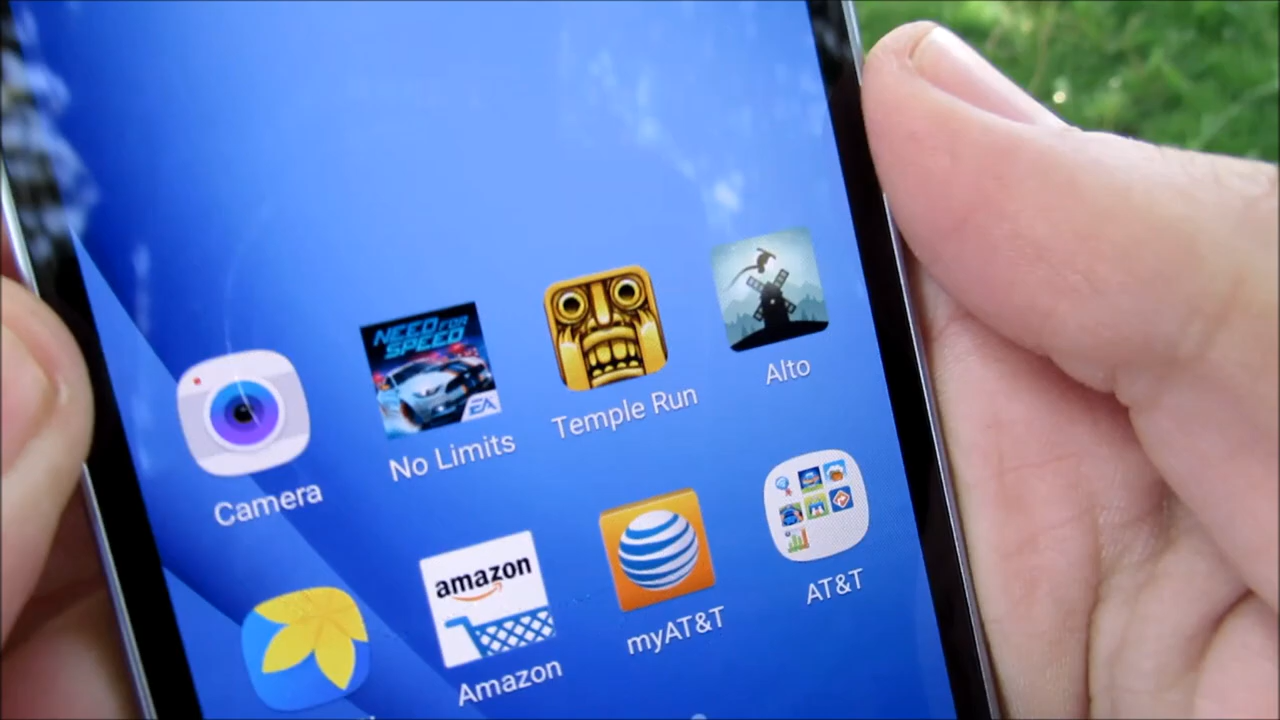 NEED FOR
SPEED
EA
Camera
No Limits
Temple Run
Alto
amazon
Amazon
myAT&T
AT&T